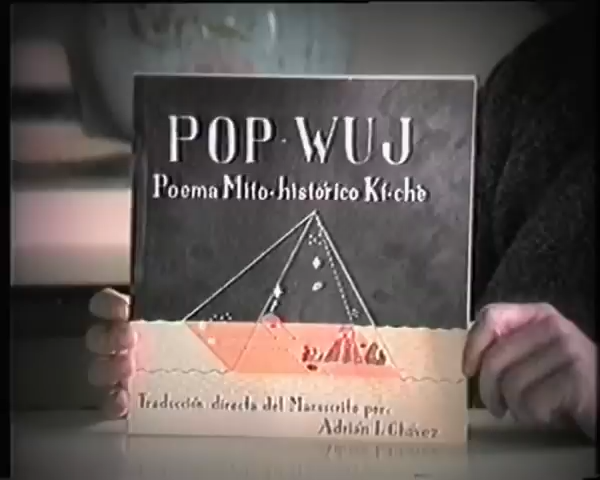 POP·WUJ
Poema Mito-histórico Ki-chè
Traducción directa del Manuscrito por:
Adrián I. Chávez